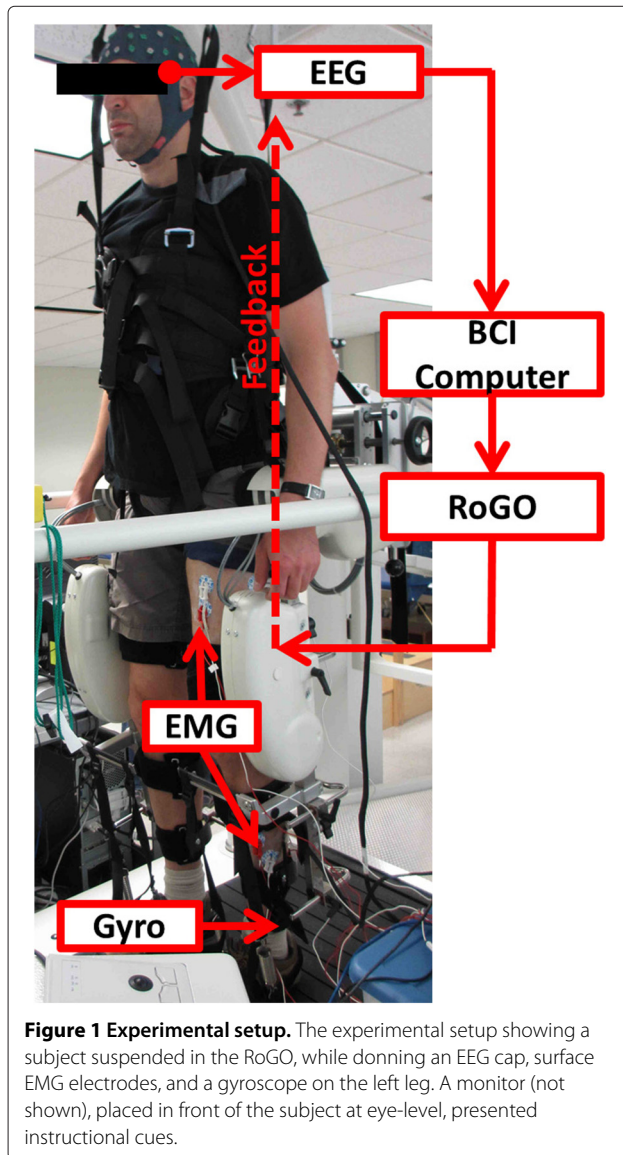 EEG
Feedback
BCI
Computer
RoGO
EMG
Gyro
Figure 1 Experimental setup. The experimental setup showing a
subject suspended in the RoGO, while donning an EEG cap, surface
EMG electrodes, and a gyroscope on the left leg. A monitor (not
shown), placed in front of the subject at eye-level, presented
instructional cues.